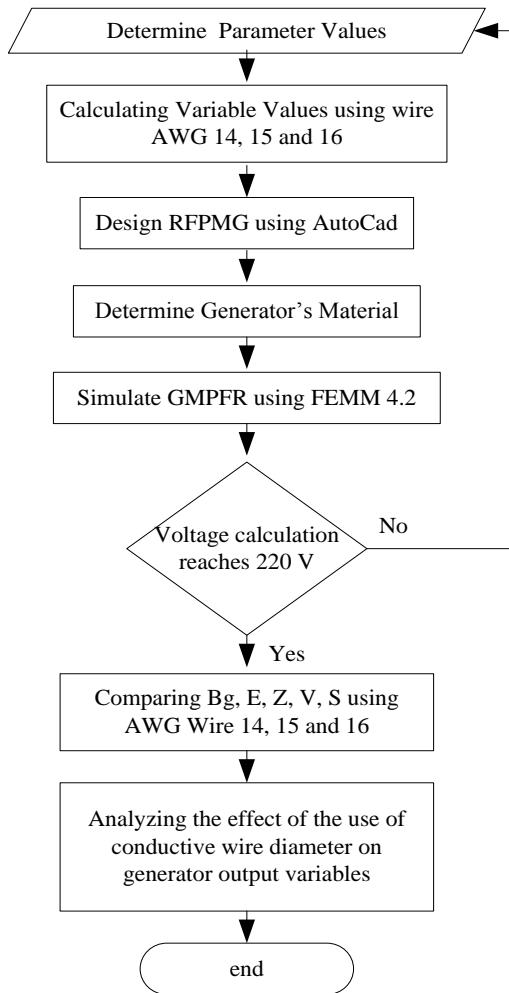 Determine Parameter Values
Calculating Variable Values using wire
AWG 14, 15 and 16
Design RFPMG using AutoCad
Determine Generator's Material
Simulate GMPFR using FEMM 4.2
Voltage calculation
reaches 220 V
No
Yes
Comparing Bg, E, Z, V, S using
AWG Wire 14, 15 and 16
Analyzing the effect of the use of
conductive wire diameter on
generator output variables
end